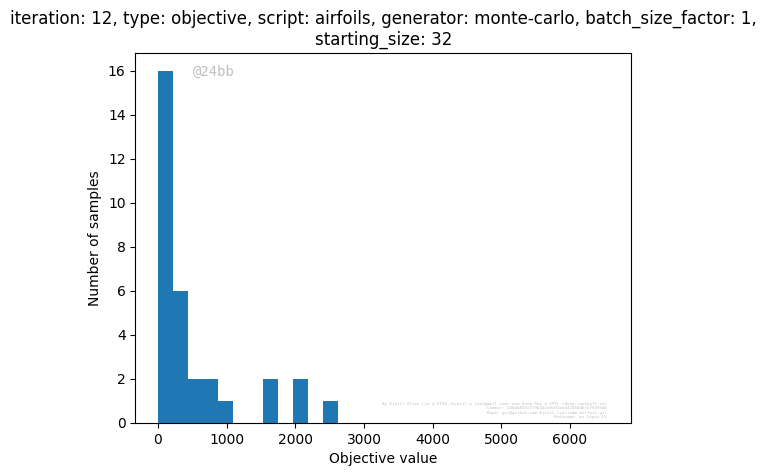 iteration: 12, type: objective, script: airfoils, generator: monte-carlo, batch_size_factor: 1,
starting_size: 32
@24bb
16
14
12
10
8
6
4
2
0
Number of samples
0 1000 2000 3000 4000 5000 6000
Objective value